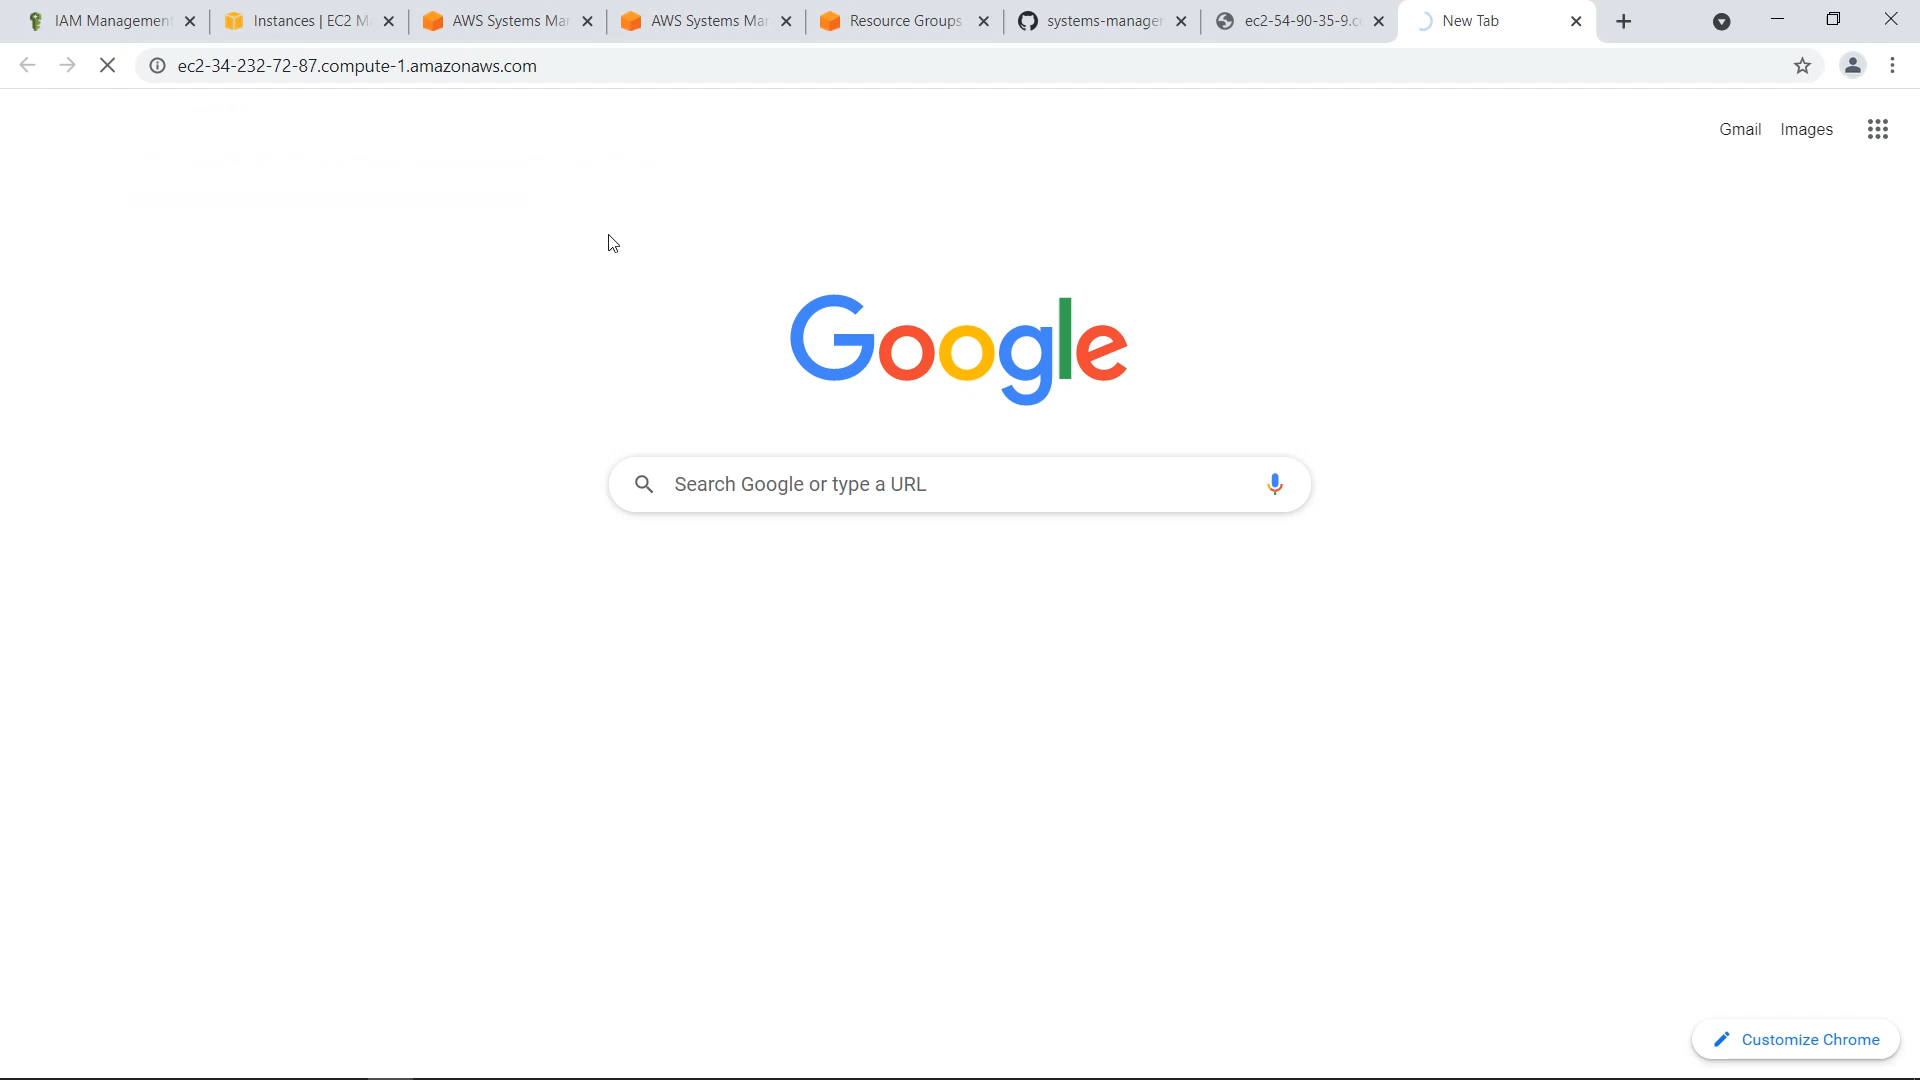 IAM Management
Instances | EC2 M
AWS Systems Mar
AWS Systems Mar
Resource Groups
systems-manager
ec2-54-90-35-9.c
New Tab
ec2-34-232-72-87.compute-1.amazonaws.com
Gmail
Images
Google
Search Google or type a URL
Customize Chrome